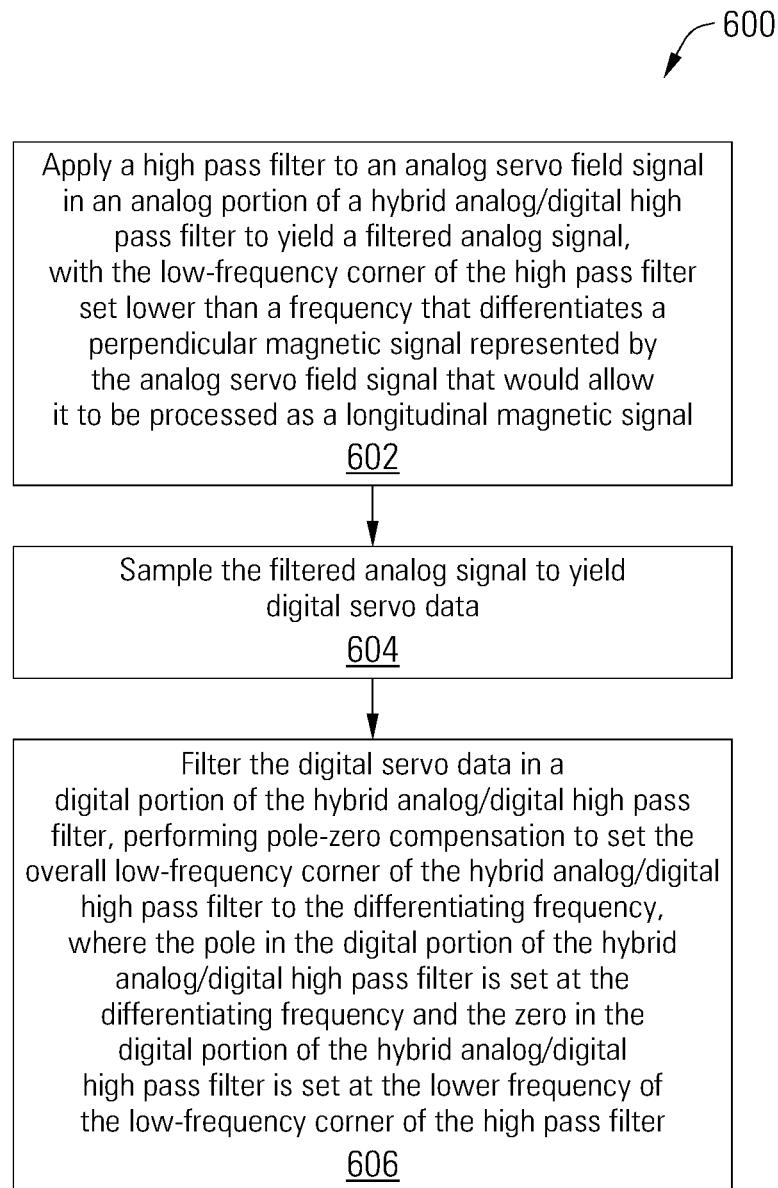 600
Apply a high pass filter to an analog servo field signal
in an analog portion of a hybrid analog/digital high
pass filter to yield a filtered analog signal,
with the low-frequency corner of the high pass filter
set lower than a frequency that differentiates a
perpendicular magnetic signal represented by
the analog servo field signal that would allow
it to be processed as a longitudinal magnetic signal
602
Sample the filtered analog signal to yield
digital servo data
604
Filter the digital servo data in a
digital portion of the hybrid analog/digital high pass
filter, performing pole-zero compensation to set the
overall low-frequency corner of the hybrid analog/digital
high pass filter to the differentiating frequency,
where the pole in the digital portion of the hybrid
analog/digital high pass filter is set at the
differentiating frequency and the zero in the
digital portion of the hybrid analog/digital
high pass filter is set at the lower frequency of
the low-frequency corner of the high pass filter
606